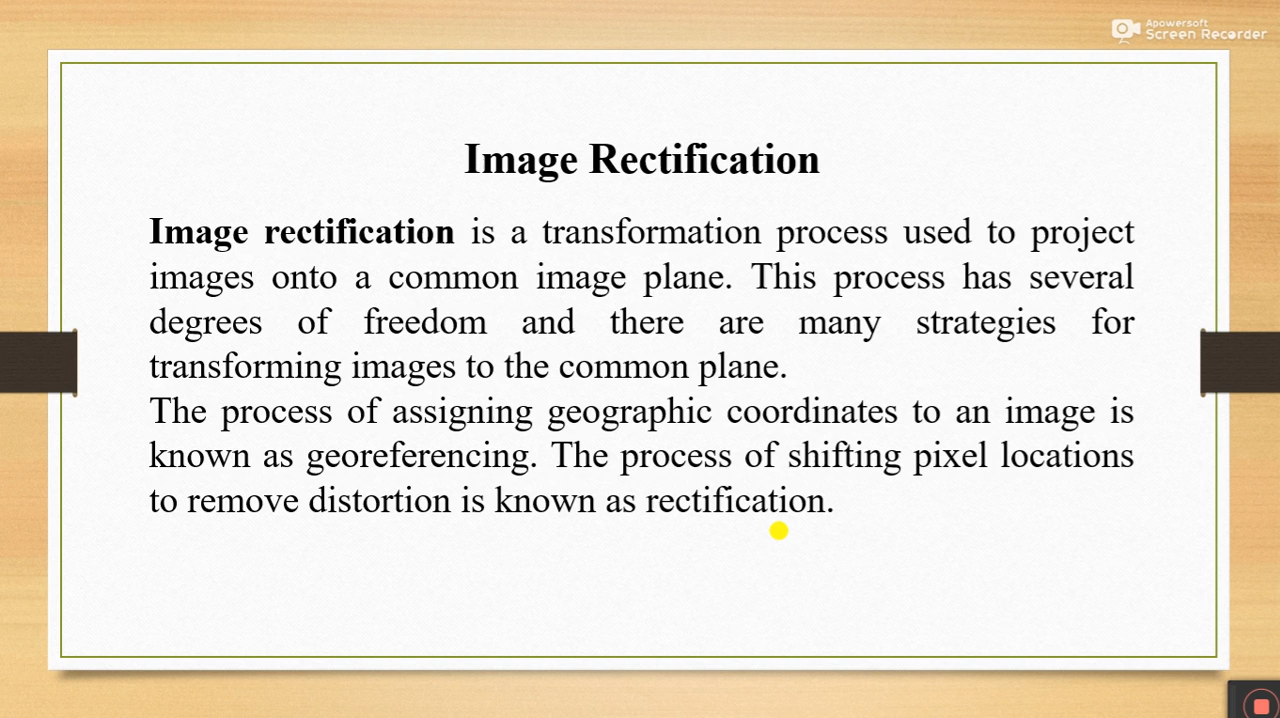 Apowersoft
Screen Recorder
Image Rectification
Image rectification is a transformation process used to project
images onto a common image plane. This process has several
degrees of freedom and there are many strategies for
transforming images to the common plane.
The process of assigning geographic coordinates to an image is
known as georeferencing. The process of shifting pixel locations
to remove distortion is known as rectification.